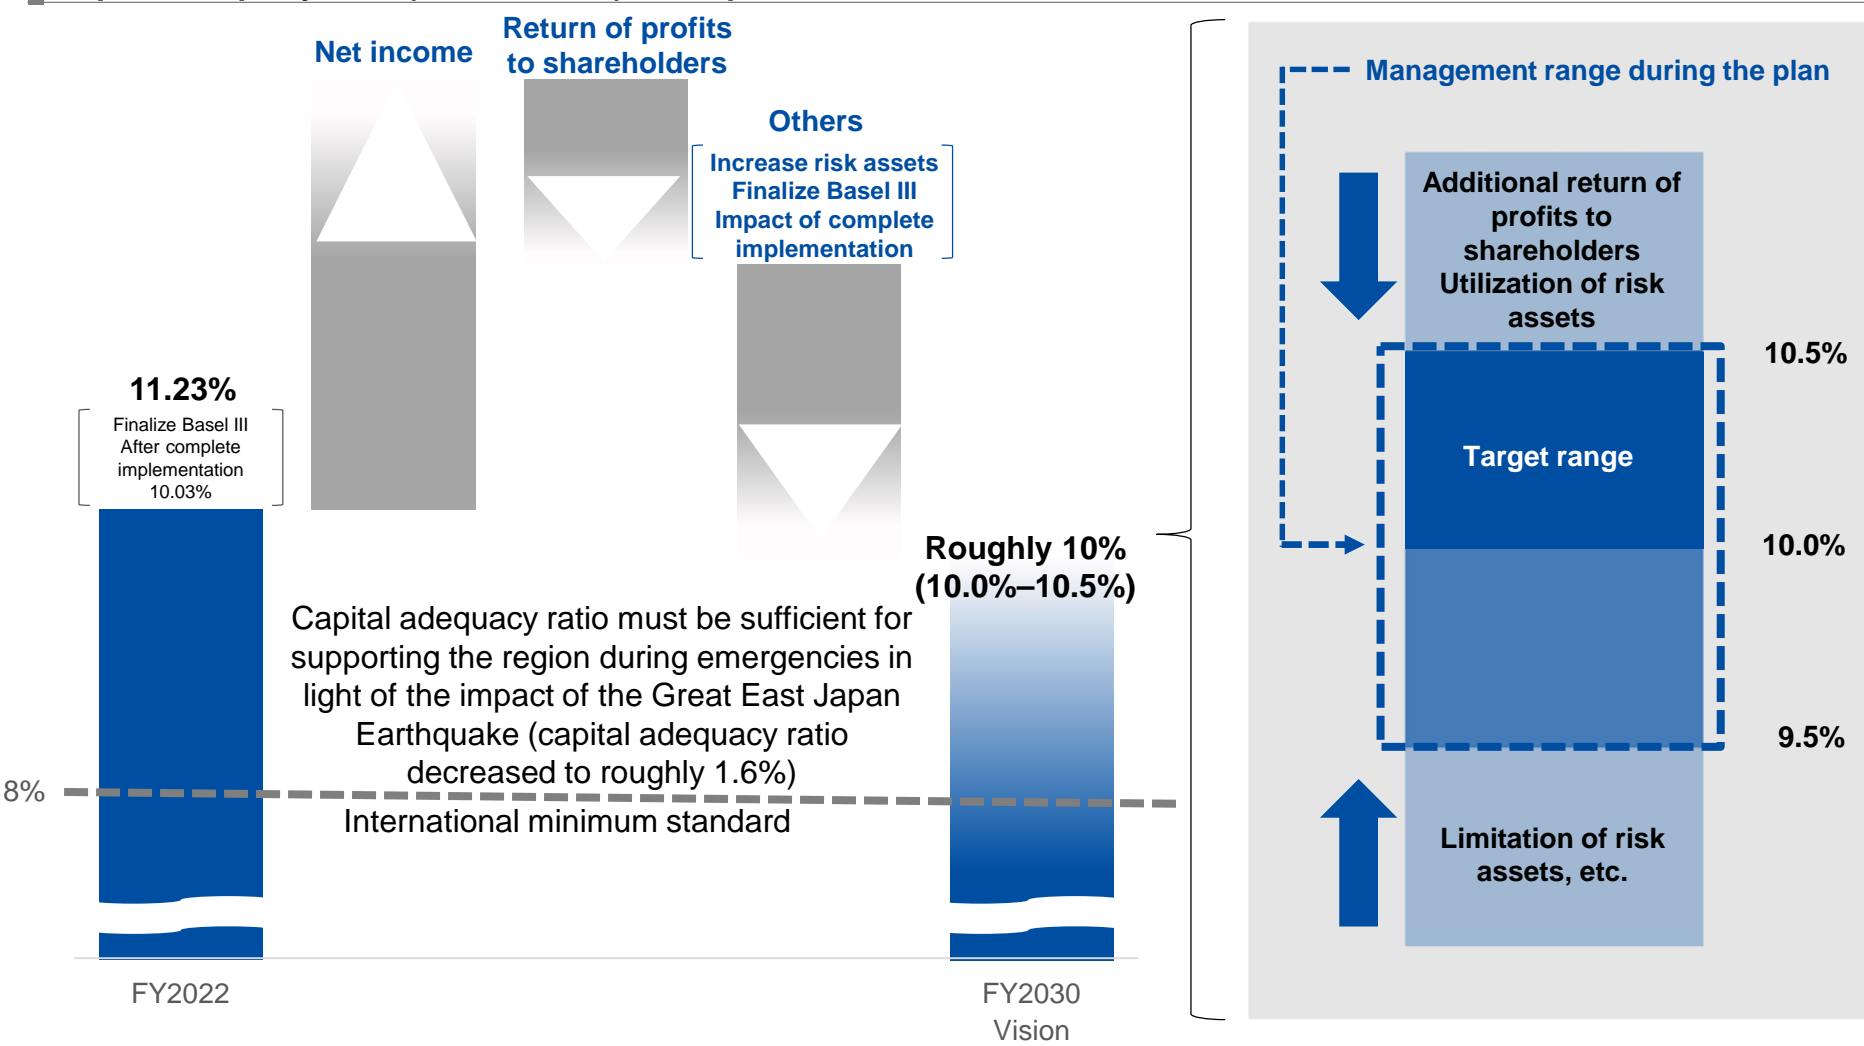 Net income
Return of profits
to shareholders
Others
Increase risk assets
Finalize Basel III
Impact of complete
implementation
11.23%
Finalize Basel III
After complete
implementation
10.03%
Roughly 10%
(10.0%–10.5%)
Capital adequacy ratio must be sufficient for
supporting the region during emergencies in
light of the impact of the Great East Japan
Earthquake (capital adequacy ratio
decreased to roughly 1.6%)
8%
International minimum standard
FY2022
FY2030
Vision
Management range during the plan
Additional return of
profits to
shareholders
Utilization of risk
assets
10.5%
Target range
10.0%
9.5%
Limitation of risk
assets, etc.